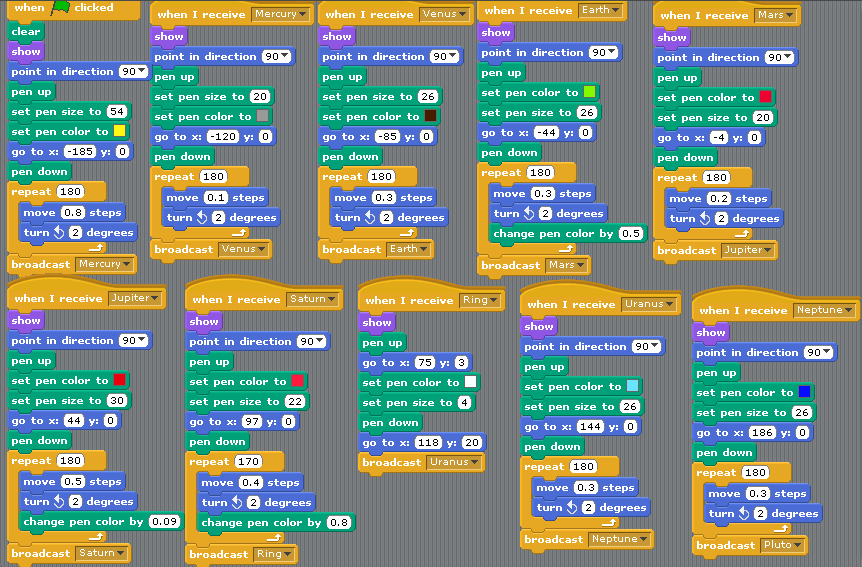 when clicked
clear
show
point in direction 90
pen up
set pen size to 54
set pen color to
go to x: -185 y: 0
pen down
repeat 180
move 0.8 steps
turn 2 degrees
broadcast Mercury
when I receive Mercury
show
point in direction 90
pen up
set pen size to 20
set pen color to
go to x: -120 y: 0
pen down
repeat 180
move 0.1 steps
turn 2 degrees
broadcast Venus
when I receive Venus
show
point in direction 90
pen up
set pen size to 26
set pen color to
go to x: -85 y: 0
pen down
repeat 180
move 0.3 steps
turn 2 degrees
broadcast Earth
when I receive Earth
show
point in direction 90
pen up
set pen color to
set pen size to 26
go to x: -44 y: 0
pen down
repeat 180
move 0.3 steps
turn 2 degrees
change pen color by 0.5
broadcast Mars
when I receive Mars
show
point in direction 90
pen up
set pen color to
set pen size to 20
go to x: -4 y: 0
pen down
repeat 180
move 0.2 steps
turn 2 degrees
broadcast Jupiter
when I receive Jupiter
show
point in direction 90
pen up
set pen color to
set pen size to 30
go to x: 44 y: 0
pen down
repeat 180
move 0.5 steps
turn 2 degrees
change pen color by 0.09
broadcast Saturn
when I receive Saturn
show
point in direction 90
pen up
set pen color to
set pen size to 22
go to x: 97 y: 0
pen down
repeat 170
move 0.4 steps
turn 2 degrees
change pen color by 0.8
broadcast Ring
when I receive Ring
show
pen up
go to x: 75 y: 3
set pen color to
set pen size to 4
pen down
go to x: 118 y: 20
broadcast Uranus
when I receive Uranus
show
point in direction 90
pen up
set pen color to
set pen size to 26
go to x: 144 y: 0
pen down
repeat 180
move 0.3 steps
turn 2 degrees
broadcast Neptune
when I receive Neptune
show
point in direction 90
pen up
set pen color to
set pen size to 26
go to x: 186 y: 0
pen down
repeat 180
move 0.3 steps
turn 2 degrees
broadcast Pluto